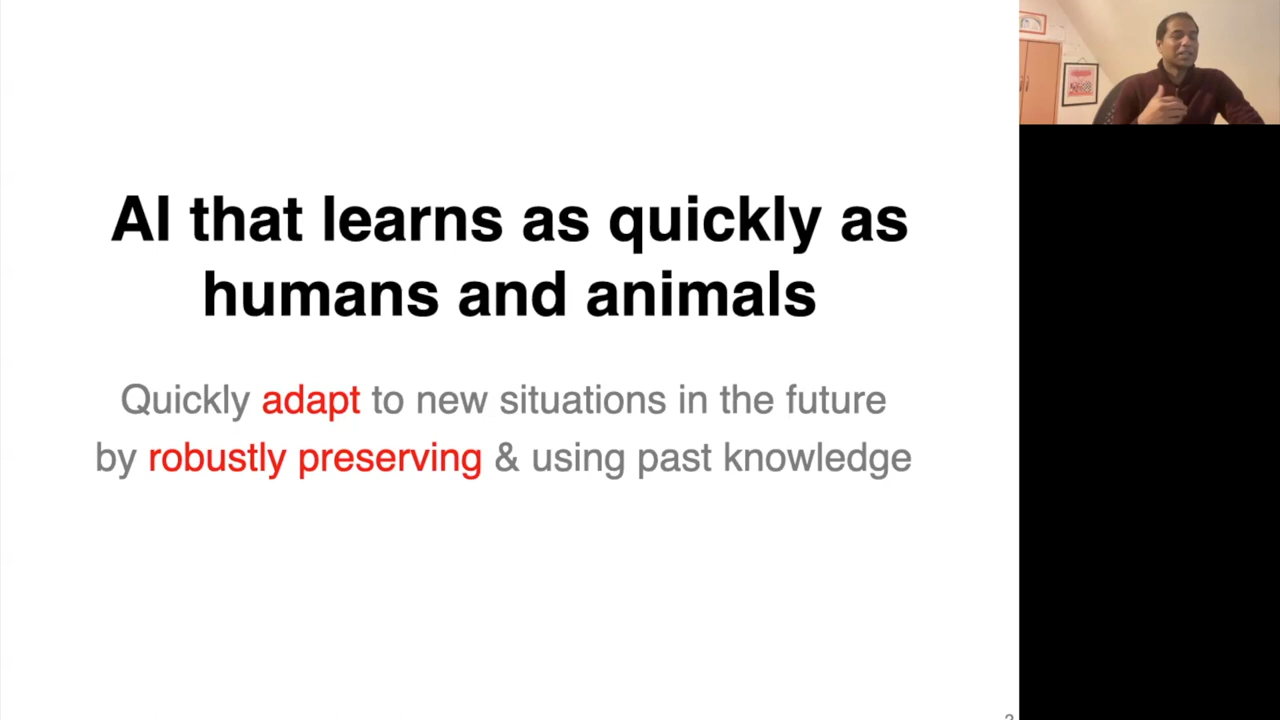 AI that learns as quickly as
humans and animals
Quickly adapt to new situations in the future
by robustly preserving & using past knowledge